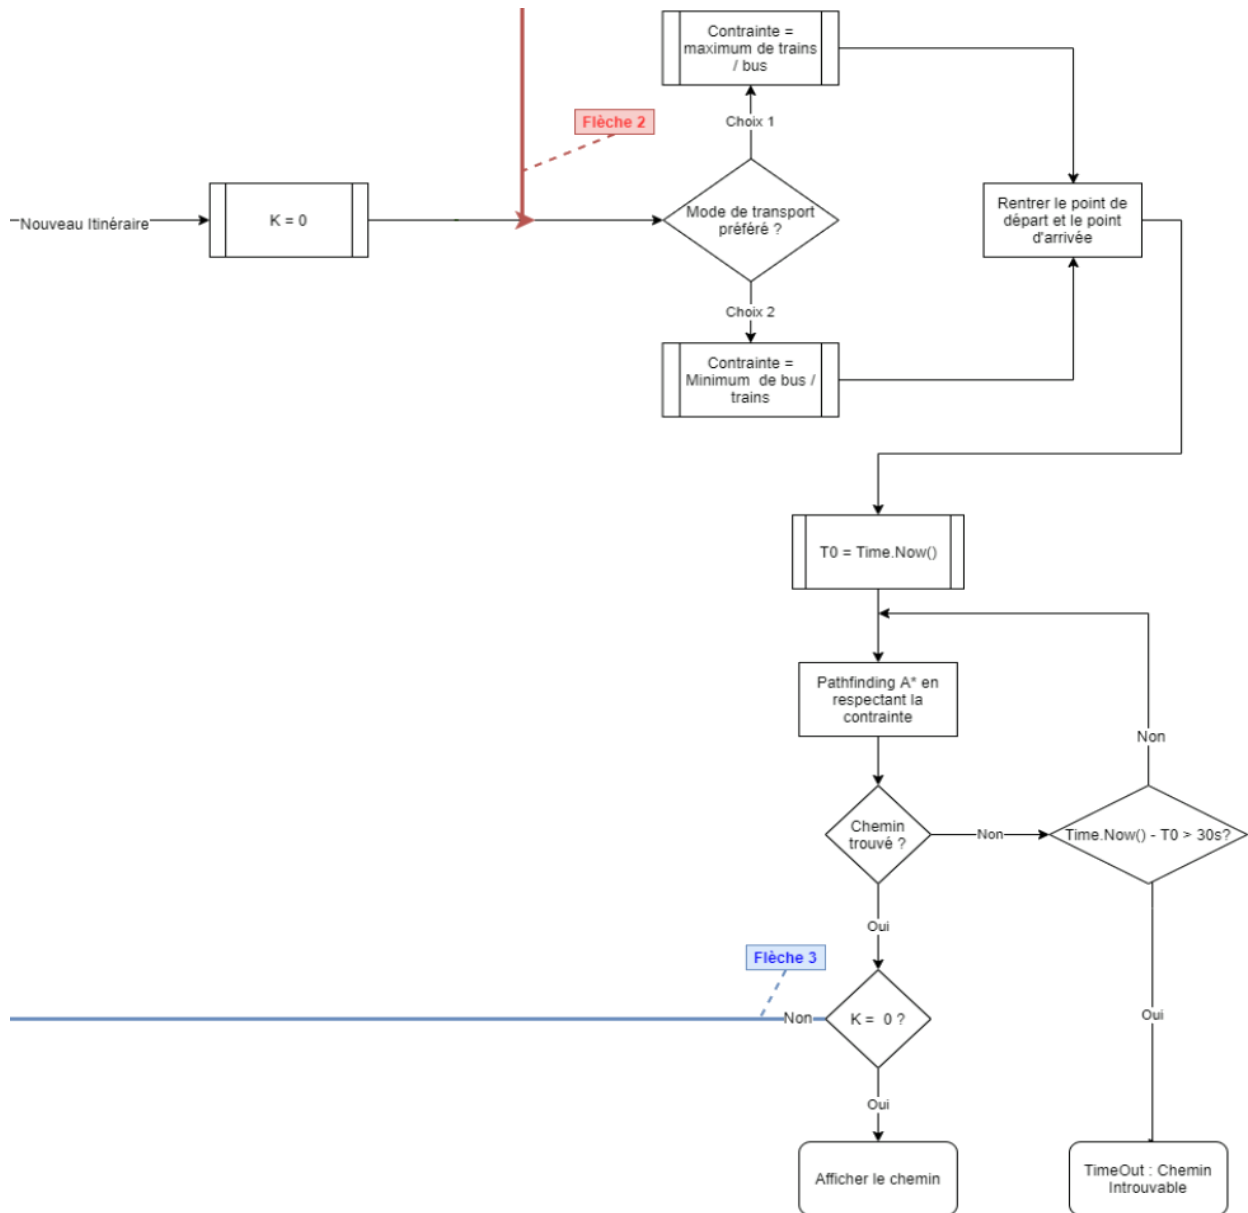 Contrainte =
maximum de trains
/ bus
Flèche 2
Choix 1
Nouveau Itinéraire
K = 0
Mode de transport
préféré ?
Rentrer le point de
départ et le point
d'arrivée
Choix 2
Contrainte =
Minimum de bus /
trains
T0 = Time.Now()
Pathfinding A* en
respectant la
contrainte
Non
Chemin
trouvé ?
Non
Time.Now() - T0 > 30s?
Oui
Flèche 3
Non
K = 0 ?
Oui
Oui
Afficher le chemin
TimeOut : Chemin
Introuvable